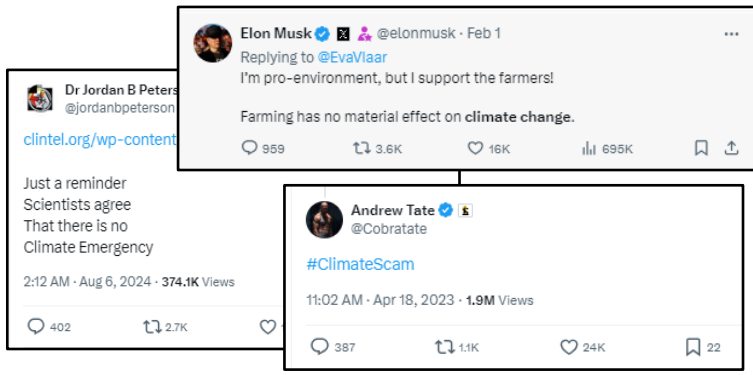 Elon Musk @elonmusk · Feb 1
Replying to @EvaVlaar
I'm pro-environment, but I support the farmers!
Farming has no material effect on climate change.
959 3.6K 16K 695K
Dr Jordan B Peters
@jordanbpeterson
clintel.org/wp-content
Just a reminder
Scientists agree
That there is no
Climate Emergency
2:12 AM · Aug 6, 2024 · 374.1K Views
402 2.7K
Andrew Tate
@Cobratate
#ClimateScam
11:02 AM · Apr 18, 2023 · 1.9M Views
387 1.1K 24K 22